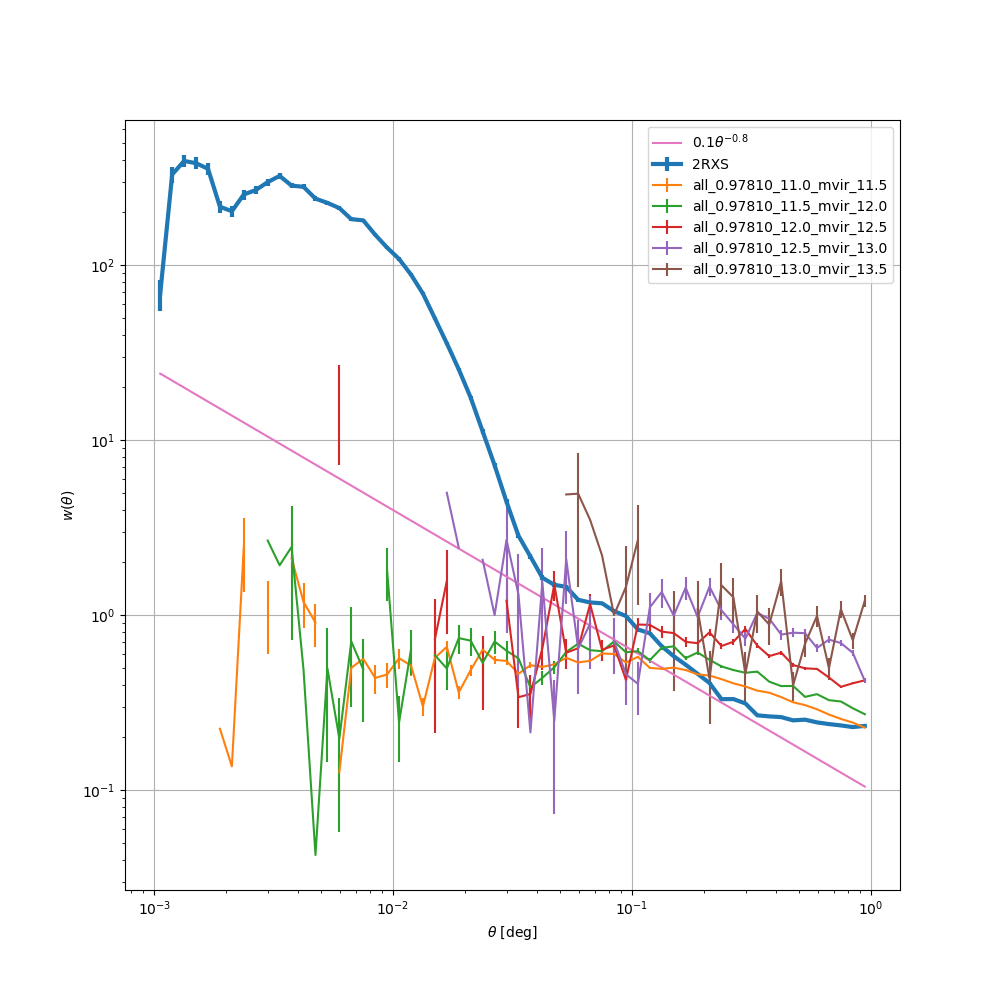 0.1θ^−0.8
2RXS
all_0.97810_11.0_mvir_11.5
all_0.97810_11.5_mvir_12.0
all_0.97810_12.0_mvir_12.5
all_0.97810_12.5_mvir_13.0
all_0.97810_13.0_mvir_13.5
10^2
10^1
10^0
10^−1
w(θ)
10^−3 10^−2 10^−1 10^0
θ [deg]